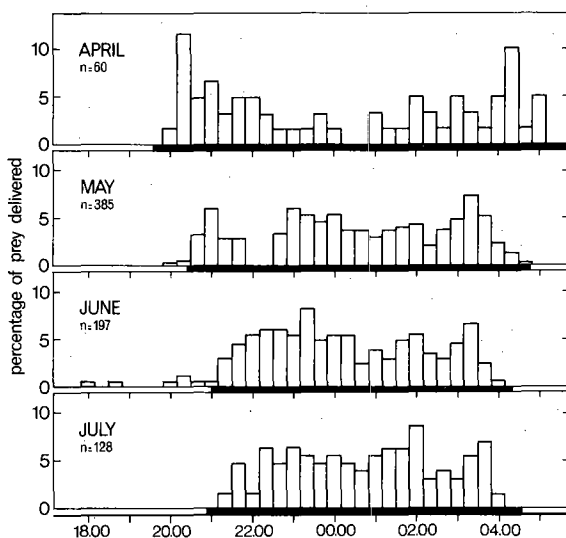 percentage of prey delivered
10
5
0
APRIL
n=60
10
5
0
MAY
n=385
10
5
0
JUNE
n=197
10
5
0
JULY
n=128
18.00 20.00 22.00 00.00 02.00 04.00